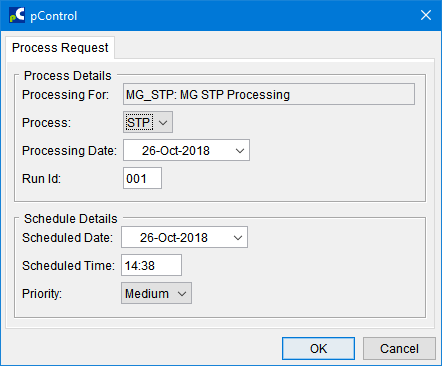 pC pControl
Process Request
Process Details
Processing For: MG_STP: MG STP Processing
Process: STP
Processing Date: 26-Oct-2018
Run Id: 001
Schedule Details
Scheduled Date: 26-Oct-2018
Scheduled Time: 14:38
Priority: Medium
OK Cancel